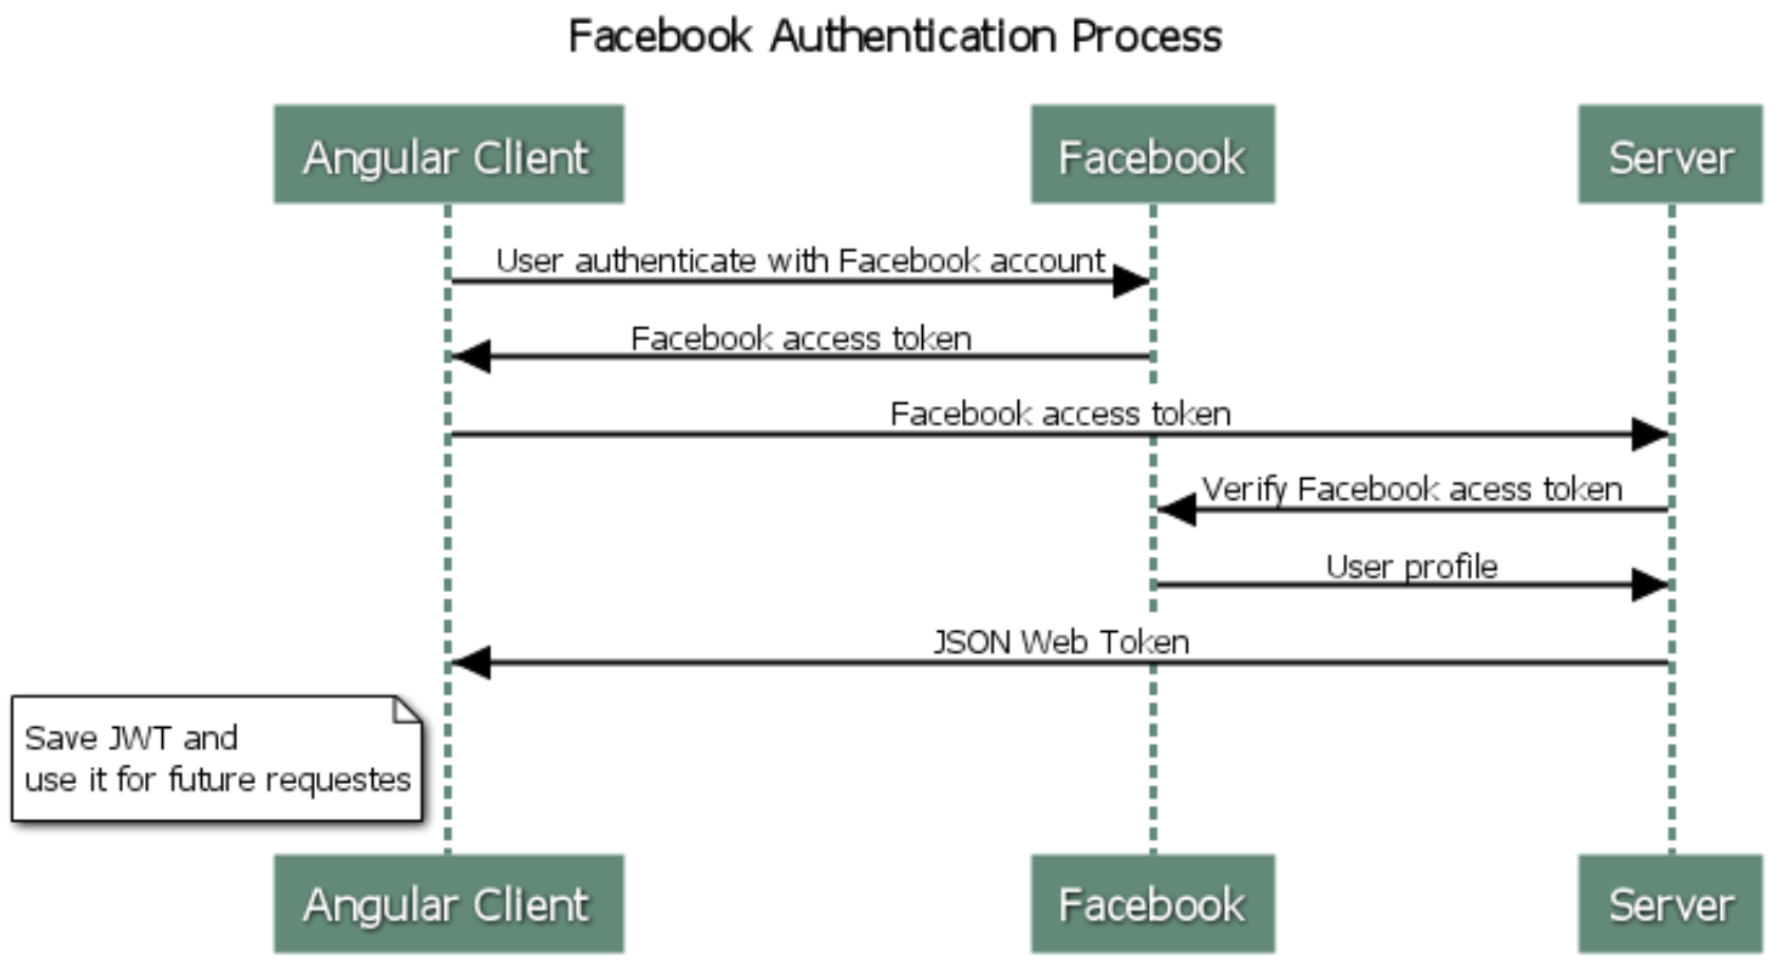 Facebook Authentication Process
Angular Client
Facebook
Server
User authenticate with Facebook account
Facebook access token
Facebook access token
Verify Facebook acess token
User profile
JSON Web Token
Save JWT and
use it for future requestes
Angular Client
Facebook
Server